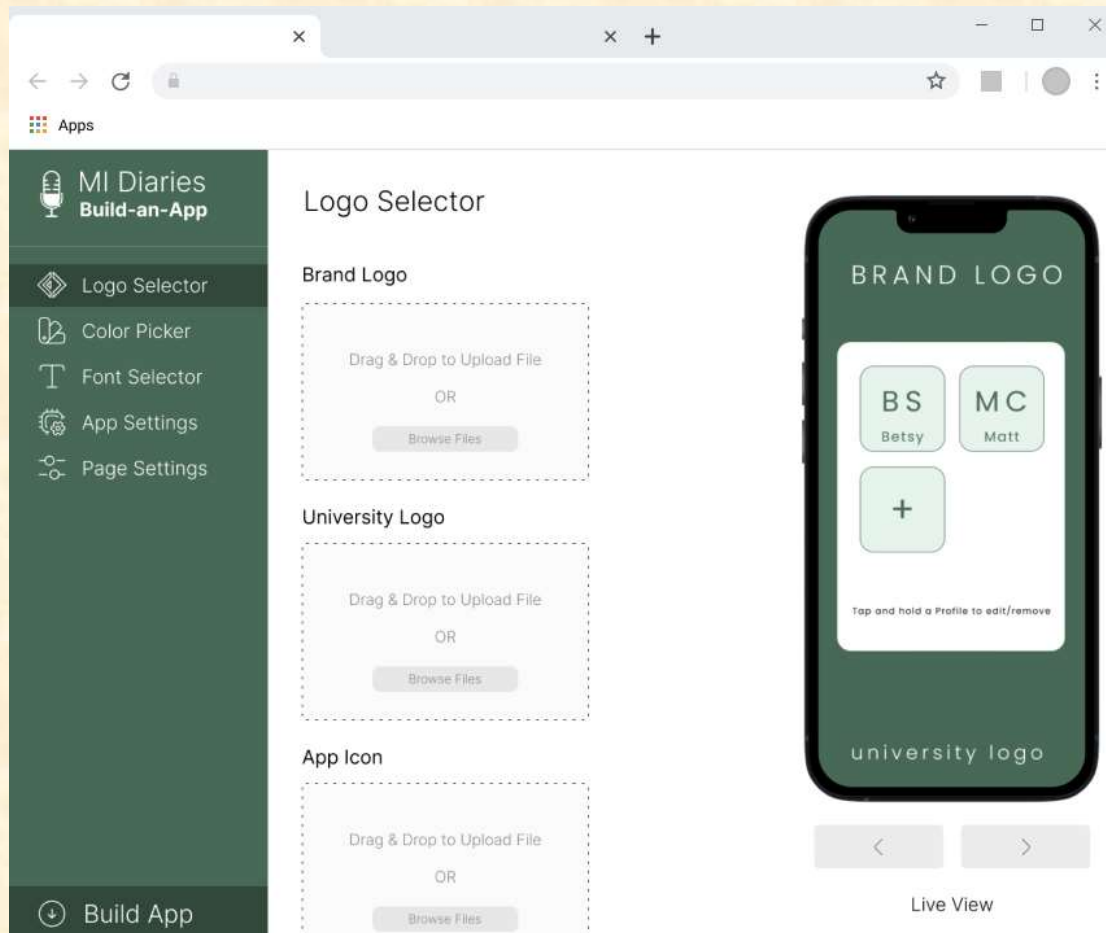 Apps
MI Diaries
Build-an-App
Logo Selector
Color Picker
Font Selector
App Settings
Page Settings
Build App
Logo Selector
Brand Logo
Drag & Drop to Upload File
OR
Browse Files
University Logo
Drag & Drop to Upload File
OR
Browse Files
App Icon
Drag & Drop to Upload File
OR
Browse Files
BRAND LOGO
BS
Betsy
MC
Matt
+
Tap and hold a Profile to edit/remove
university logo
Live View